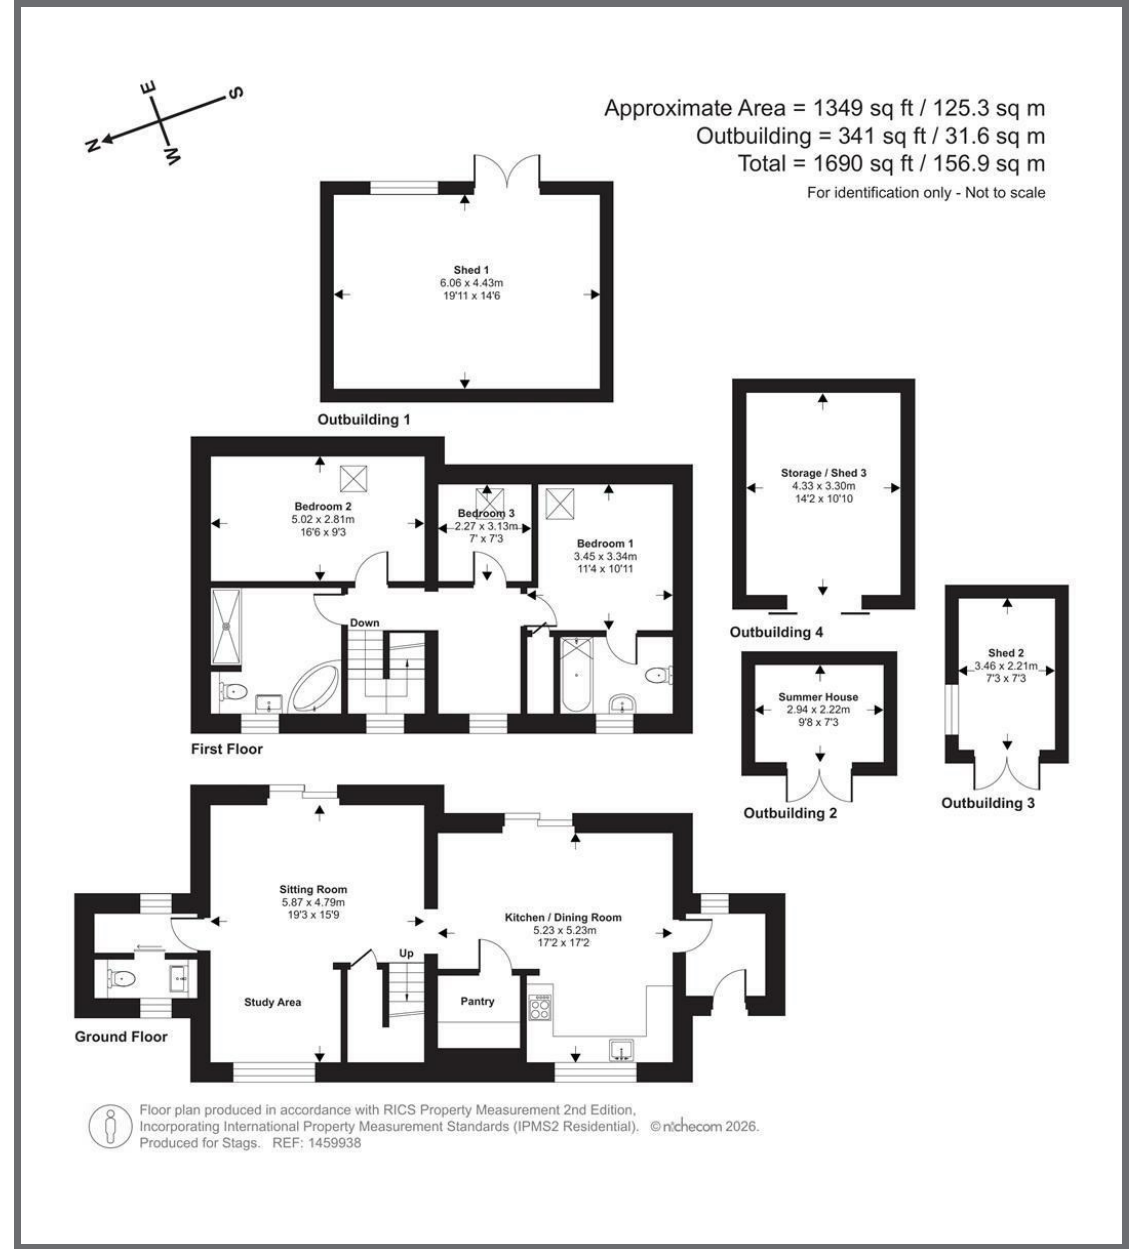 N
E
S
W
Approximate Area = 1349 sq ft / 125.3 sq m
Outbuilding = 341 sq ft / 31.6 sq m
Total = 1690 sq ft / 156.9 sq m
For identification only - Not to scale
Shed 1
6.06 x 4.43m
19'11 x 14'6
Outbuilding 1
Bedroom 2
5.02 x 2.81m
16'6 x 9'3
Bedroom 3
2.27 x 3.13m
7' x 7'3
Bedroom 1
3.45 x 3.34m
11'4 x 10'11
Down
First Floor
Storage / Shed 3
4.33 x 3.30m
14'2 x 10'10
Outbuilding 4
Shed 2
3.46 x 2.21m
7'3 x 7'3
Outbuilding 3
Summer House
2.94 x 2.22m
9'8 x 7'3
Outbuilding 2
Sitting Room
5.87 x 4.79m
19'3 x 15'9
Kitchen / Dining Room
5.23 x 5.23m
17'2 x 17'2
Up
Pantry
Study Area
Ground Floor
Floor plan produced in accordance with RICS Property Measurement 2nd Edition,
Incorporating International Property Measurement Standards (IPMS2 Residential). © nichecom 2026.
Produced for Stags. REF: 1459938